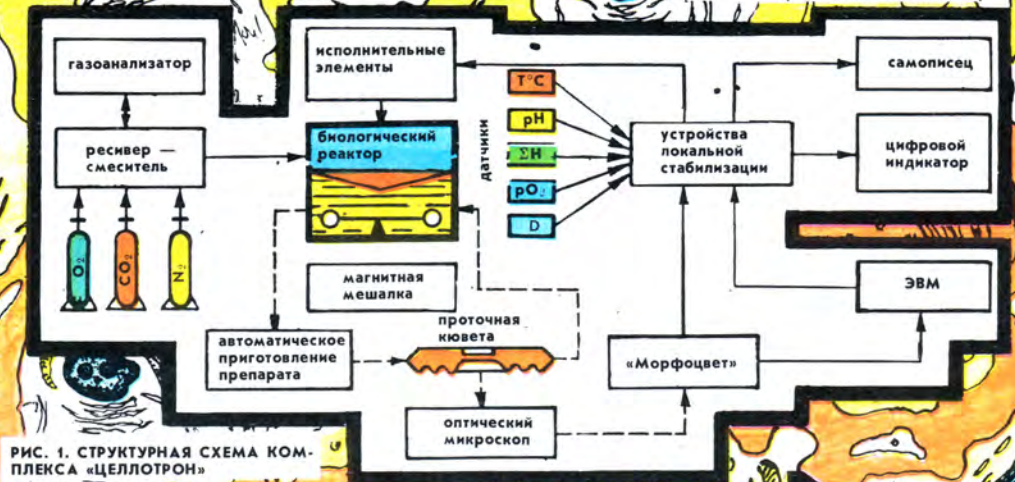 газоанализатор
исполнительные
элементы
самописец
T°C
pH
ΣH
pO₂
D
датчики
ресивер —
смеситель
биологический
реактор
устройства
локальной
стабилизации
цифровой
индикатор
O₂
CO₂
N₂
магнитная
мешалка
ЭВМ
автоматическое
приготовление
препарата
проточная
кювета
«Морфоцвет»
оптический
микроскоп
РИС. 1. СТРУКТУРНАЯ СХЕМА КОМ-
ПЛЕКСА «ЦЕЛЛОТРОН»